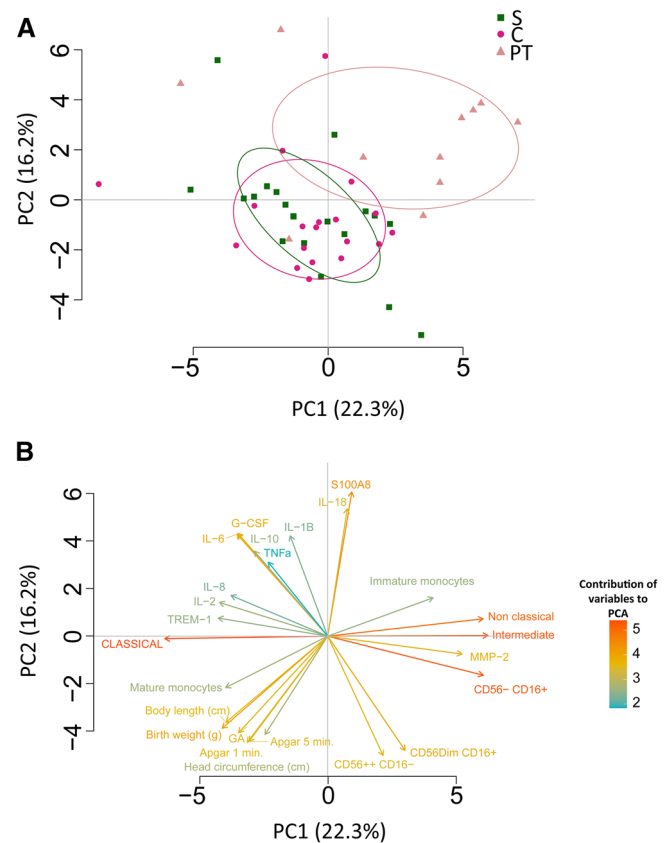 A
S
C
PT
6
4
2
0
−2
−4
PC2 (16.2%)
−5
0
5
PC1 (22.3%)
B
S100A8
IL−18
G−CSF
IL−1B
IL−6
IL−10
TNFa
IL−8
Immature monocytes
IL−2
TREM−1
Non classical
Intermediate
CLASSICAL
MMP−2
CD56− CD16+
Mature monocytes
Body length (cm)
Birth weight (g)
GA
Apgar 5 min.
Apgar 1 min.
CD56Dim CD16+
CD56++ CD16−
Head circumference (cm)
6
4
2
0
−2
−4
PC2 (16.2%)
−5
0
5
PC1 (22.3%)
Contribution of
variables to
PCA
5
4
3
2